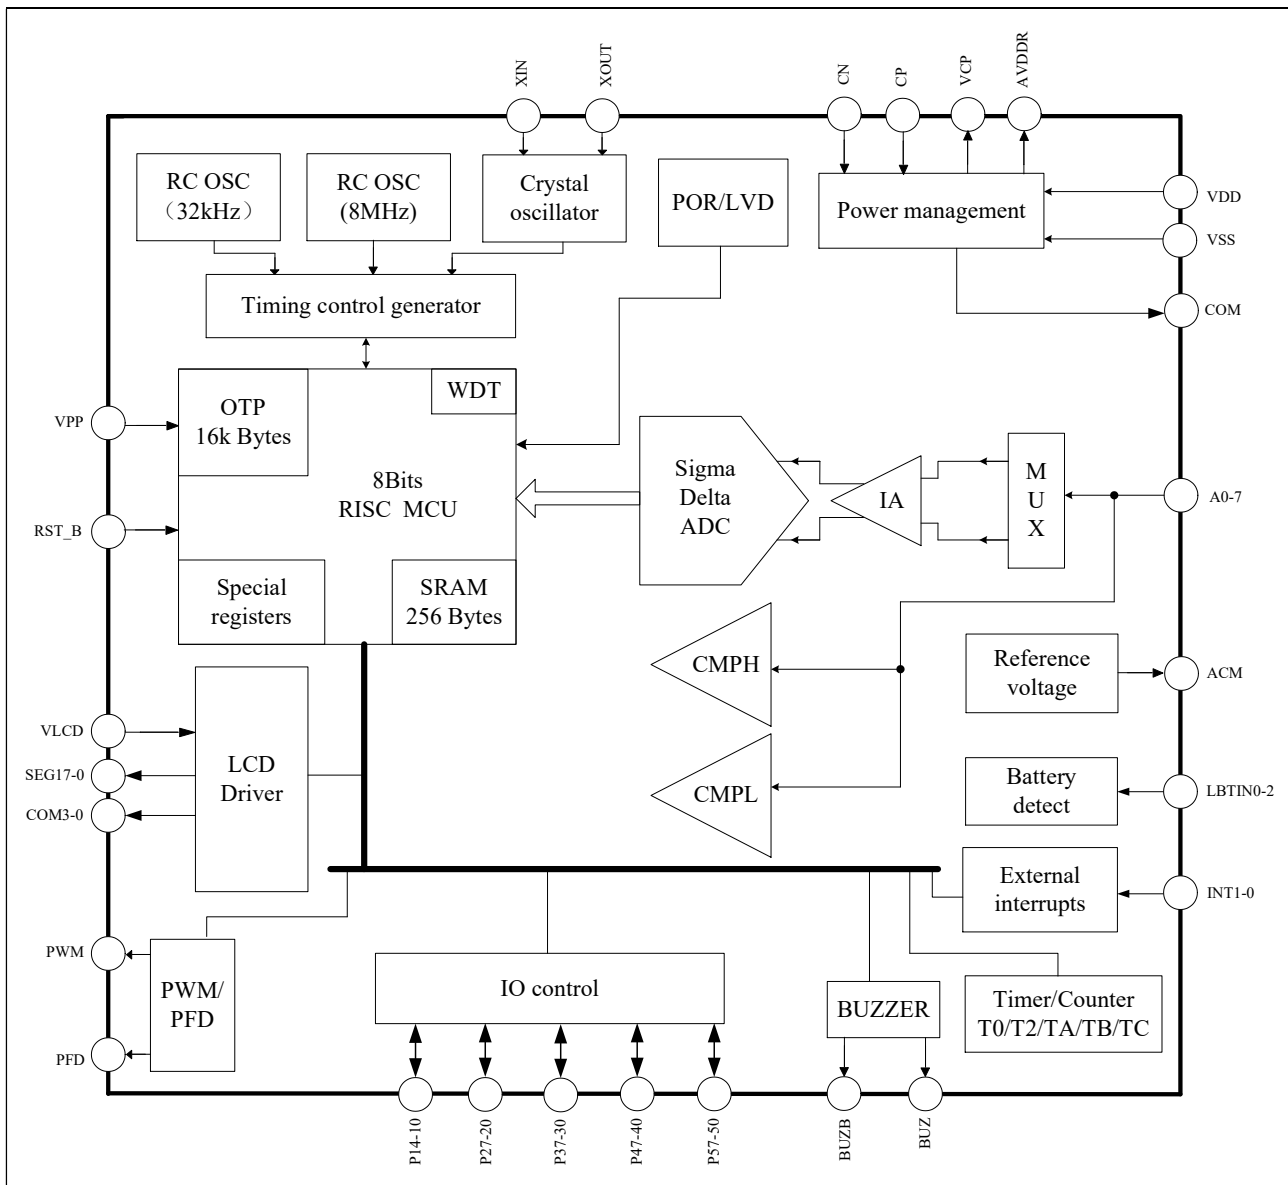 XIN
XOUT
CN
CP
VCP
AVDDR
RC OSC
（32kHz）
RC OSC
(8MHz)
Crystal
oscillator
POR/LVD
Power management
VDD
VSS
COM
Timing control generator
OTP
16k Bytes
WDT
8Bits
RISC MCU
Special
registers
SRAM
256 Bytes
VPP
RST_B
Sigma
Delta
ADC
IA
M
U
X
A0-7
CMPH
CMPL
Reference
voltage
ACM
VLCD
SEG17-0
COM3-0
LCD
Driver
Battery
detect
LBTIN0-2
External
interrupts
INT1-0
PWM
PFD
PWM/
PFD
IO control
BUZZER
Timer/Counter
T0/T2/TA/TB/TC
P14-10
P27-20
P37-30
P47-40
P57-50
BUZB
BUZ